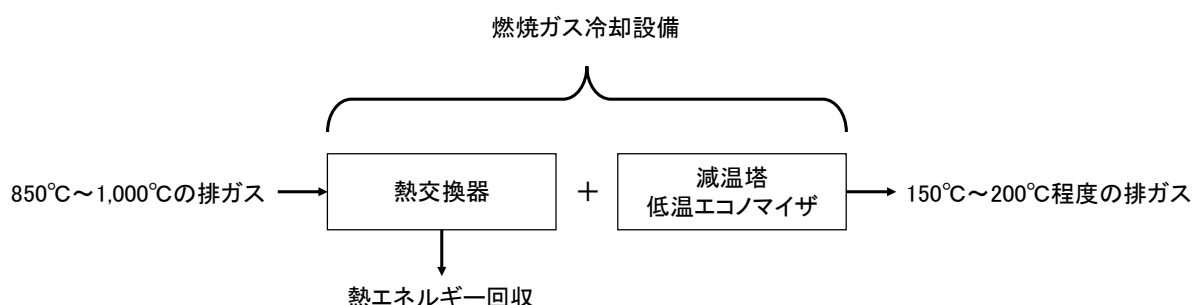 燃焼ガス冷却設備
850℃～1,000℃の排ガス
熱交換器
＋
減温塔
低温エコノマイザ
150℃～200℃程度の排ガス
熱エネルギー回収